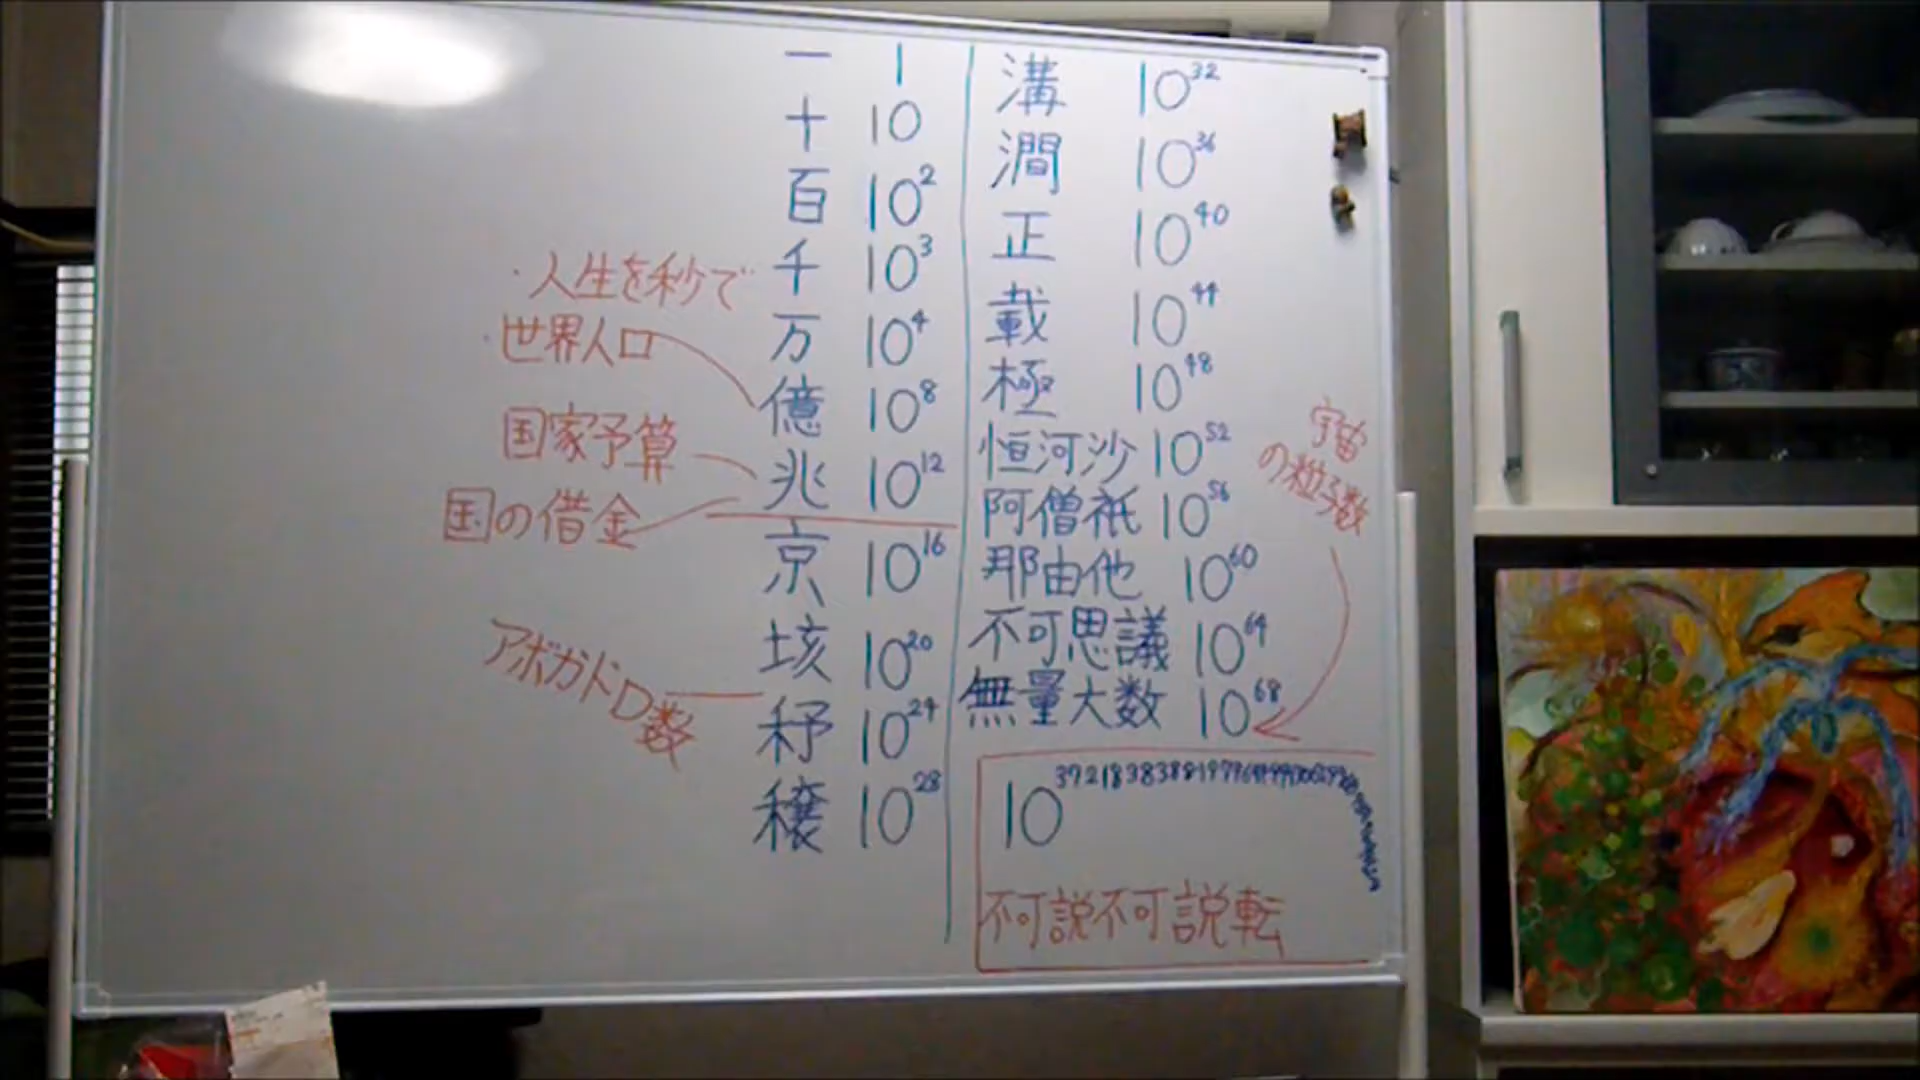 一 1
十 10
百 10²
千 10³
万 10⁴
億 10⁸
兆 10¹²
京 10¹⁶
垓 10²⁰
秄 10²⁴
穣 10²⁸
・人生を秒で
・世界人口
国家予算
国の借金
アボガドロ数
溝 10³²
澗 10³⁶
正 10⁴⁰
載 10⁴⁴
極 10⁴⁸
恒河沙 10⁵²
阿僧祇 10⁵⁶
那由他 10⁶⁰
不可思議 10⁶⁴
無量大数 10⁶⁸
宇宙
の粒子数
10
不可説不可説転